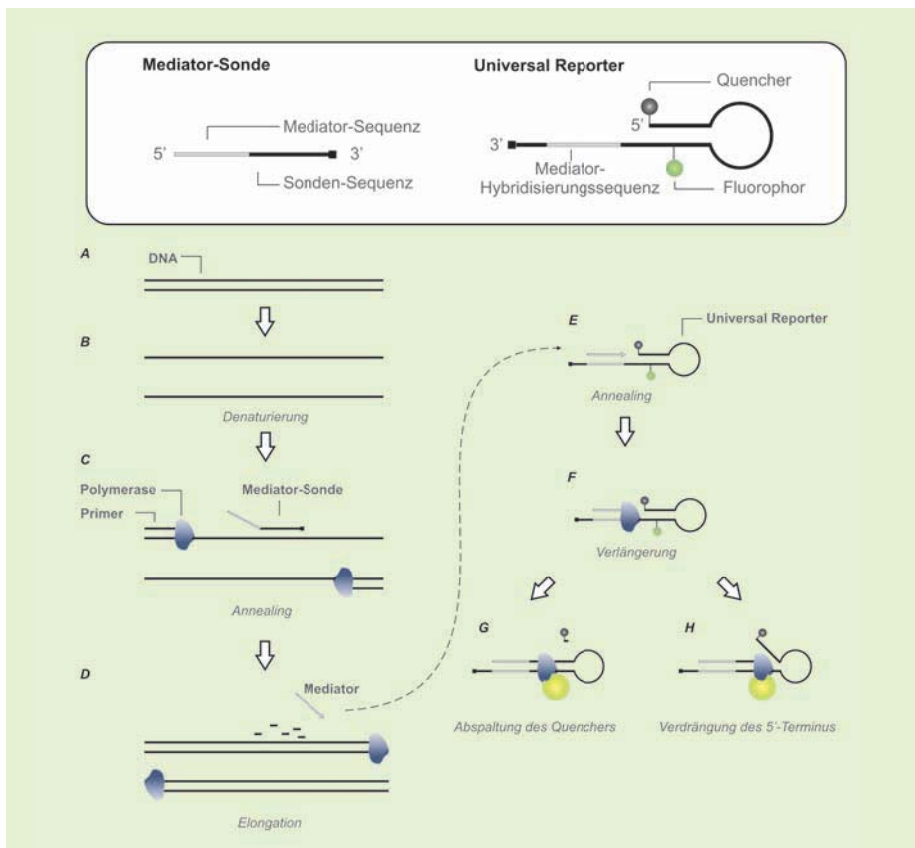 Mediator-Sonde
Mediator-Sequenz
5'
3'
Sonden-Sequenz
Universal Reporter
Quencher
5'
3'
Mediator-
Hybridisierungssequenz
Fluorophor
A
DNA
B
Denaturierung
C
Polymerase
Primer
Mediator-Sonde
Annealing
D
Mediator
Elongation
E
Universal Reporter
Annealing
F
Verlängerung
G
Abspaltung des Quenchers
H
Verdrängung des 5'-Terminus